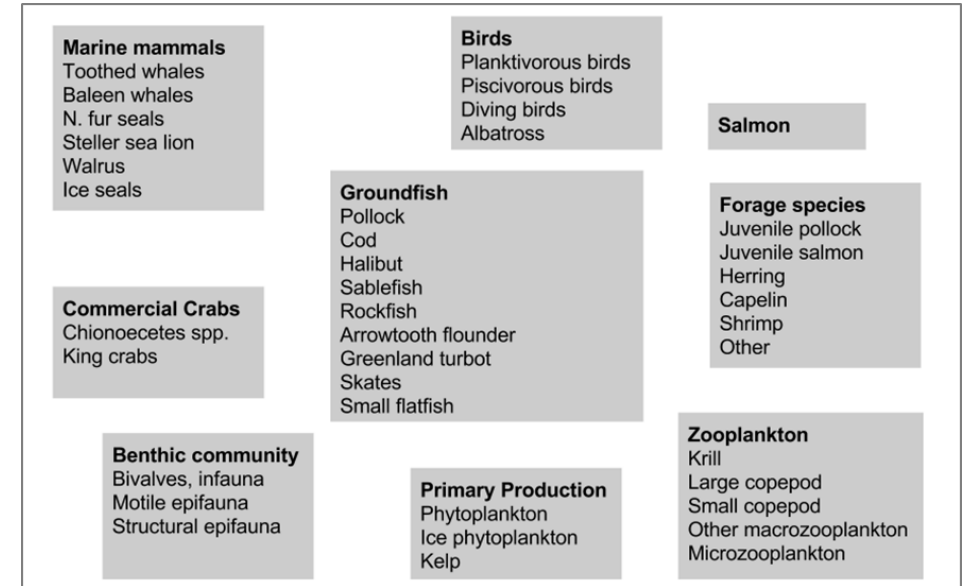 Marine mammals
Toothed whales
Baleen whales
N. fur seals
Steller sea lion
Walrus
Ice seals
Birds
Planktivorous birds
Piscivorous birds
Diving birds
Albatross
Salmon
Groundfish
Pollock
Cod
Halibut
Sablefish
Rockfish
Arrowtooth flounder
Greenland turbot
Skates
Small flatfish
Forage species
Juvenile pollock
Juvenile salmon
Herring
Capelin
Shrimp
Other
Commercial Crabs
Chionoecetes spp.
King crabs
Benthic community
Bivalves, infauna
Motile epifauna
Structural epifauna
Primary Production
Phytoplankton
Ice phytoplankton
Kelp
Zooplankton
Krill
Large copepod
Small copepod
Other macrozooplankton
Microzooplankton